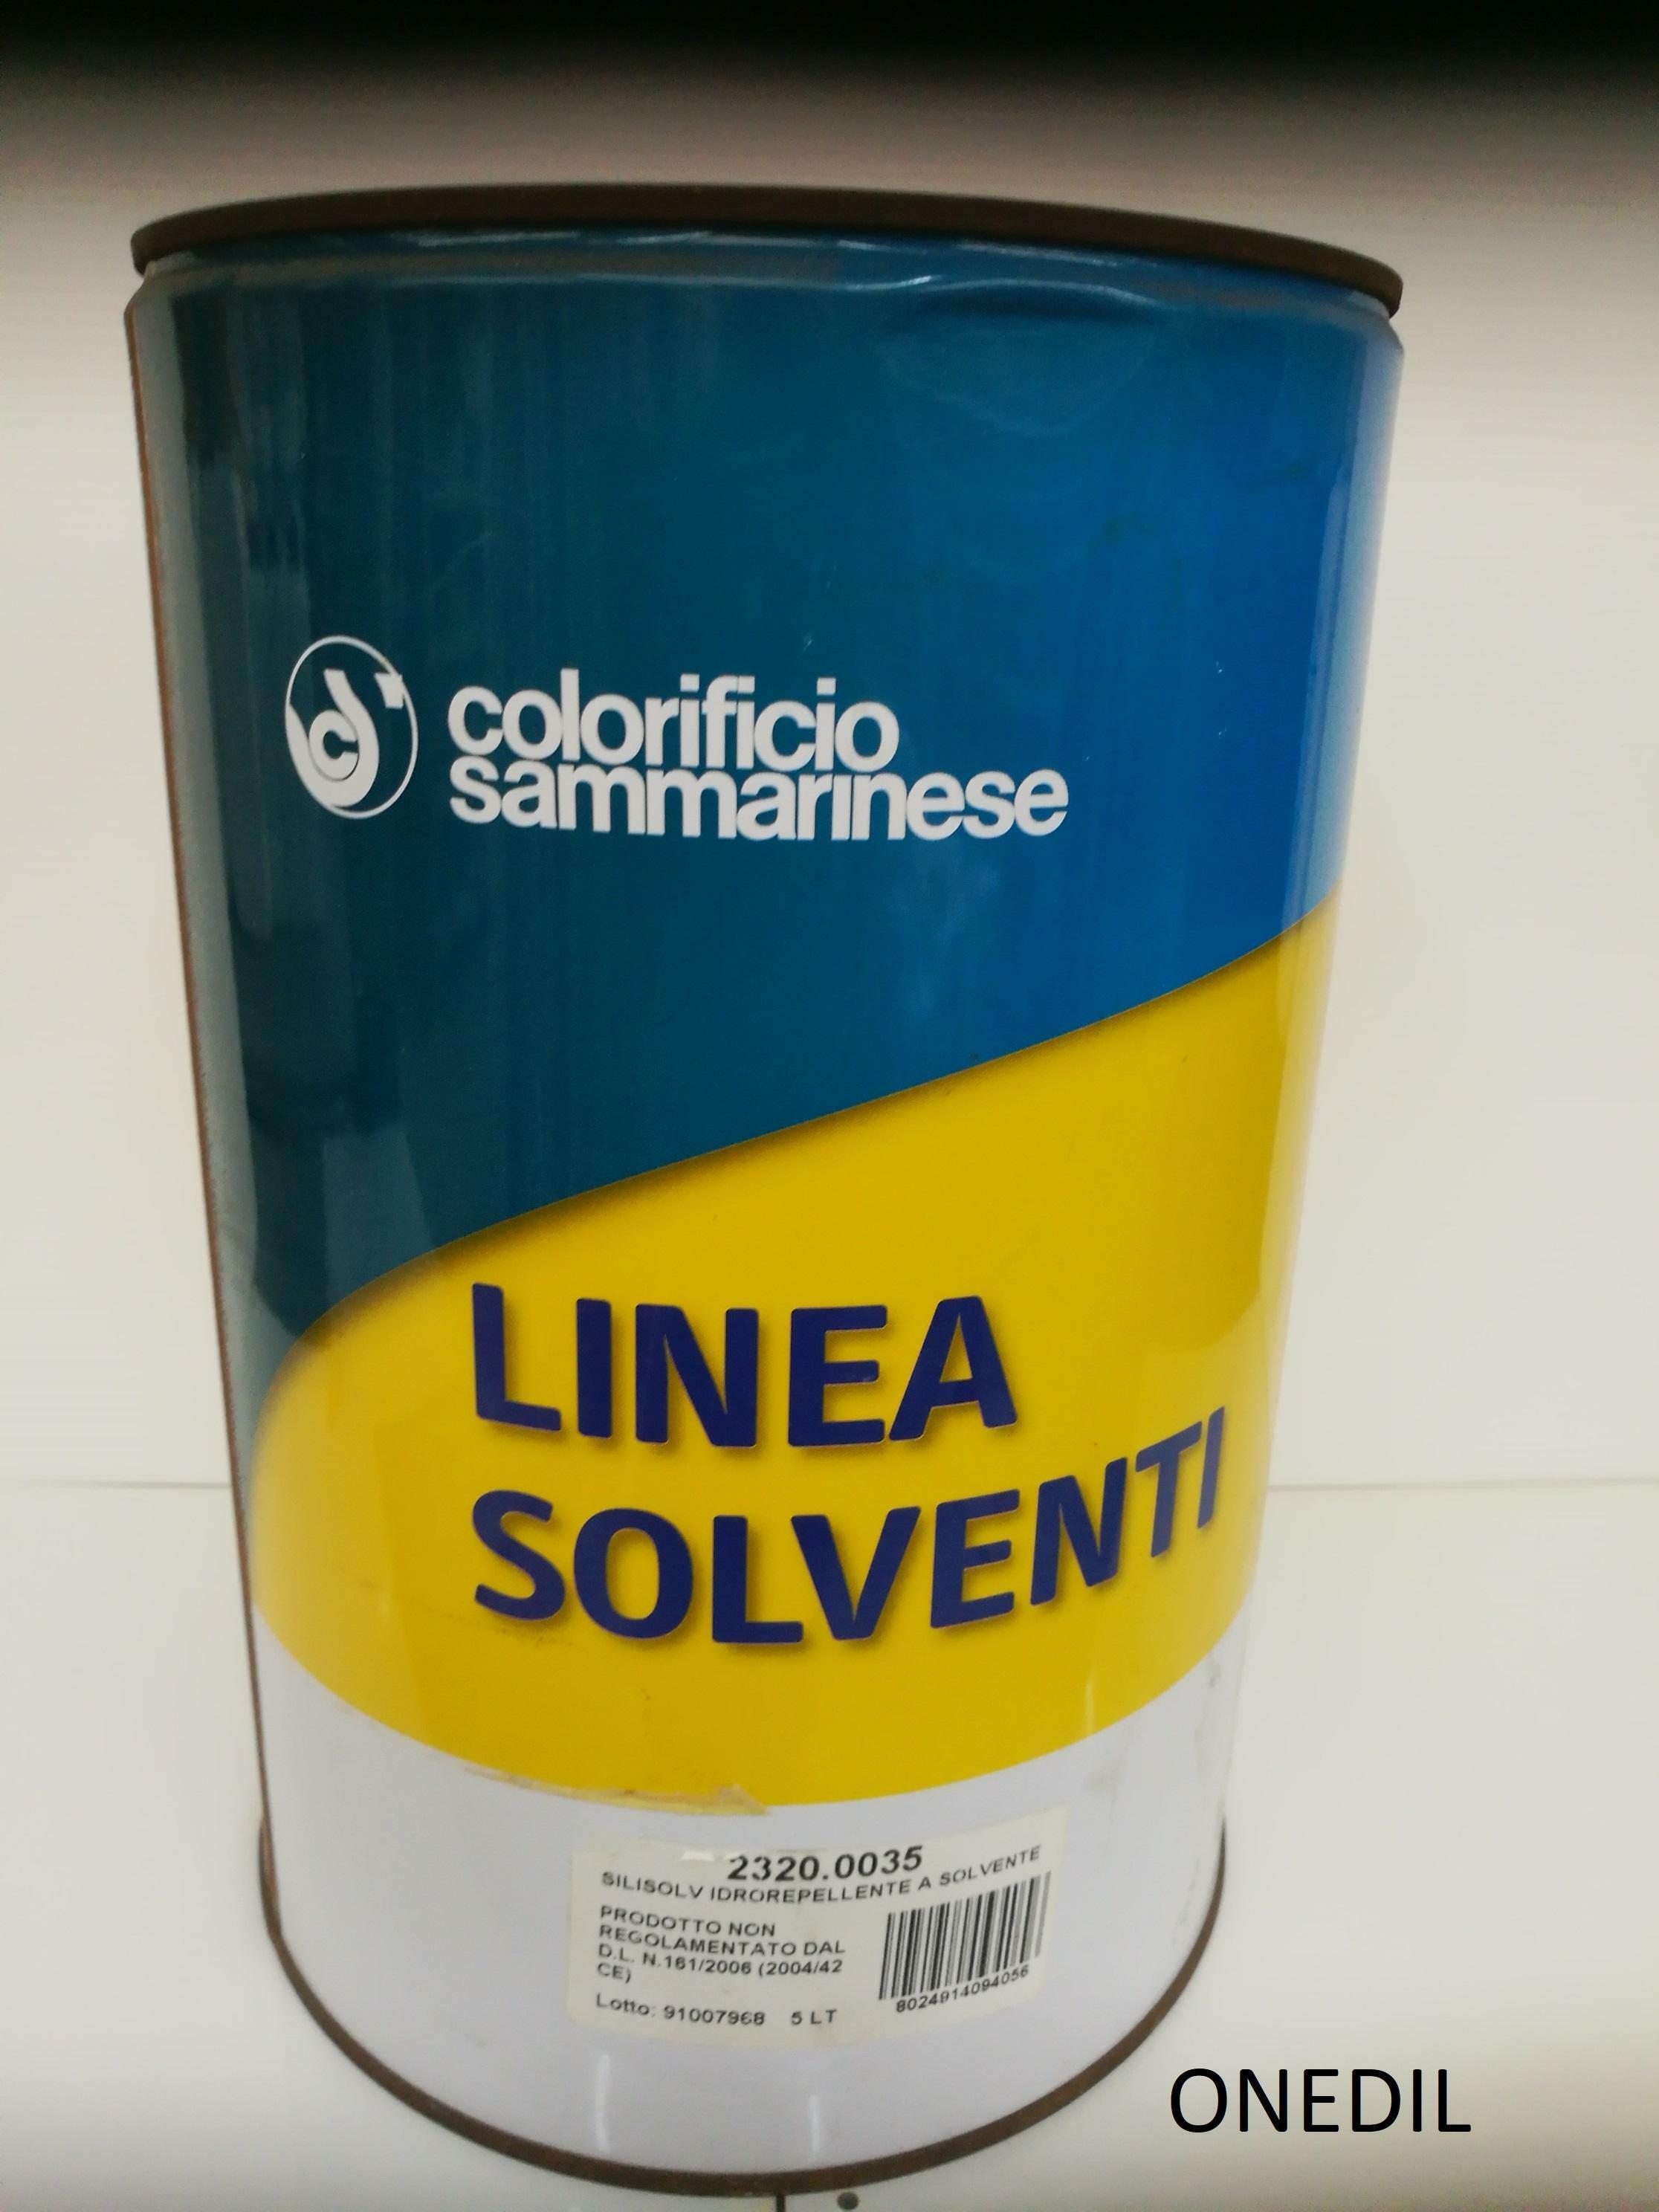 colorificio
sammarinese
LINEA
SOLVENTI
2320.0035
SILISOLV IDROREPELLENTE A SOLVENTE
PRODOTTO NON
REGOLAMENTATO DAL
D.L. N.161/2006 (2004/42
CE)
Lotto: 91007968 5 LT
8024914094056
ONEDIL